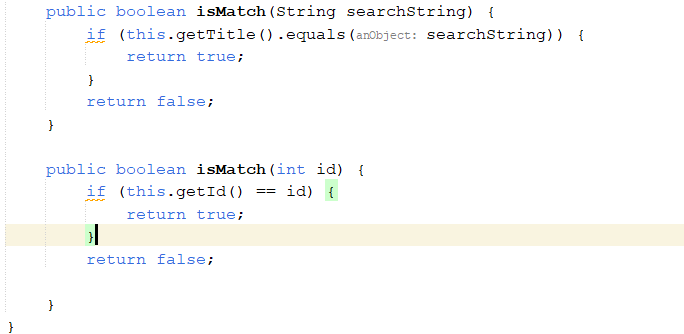 public boolean isMatch(String searchString) {
if (this.getTitle().equals(anObject: searchString)) {
return true;
}
return false;
}
public boolean isMatch(int id) {
if (this.getId() == id) {
return true;
}
return false;
}
}